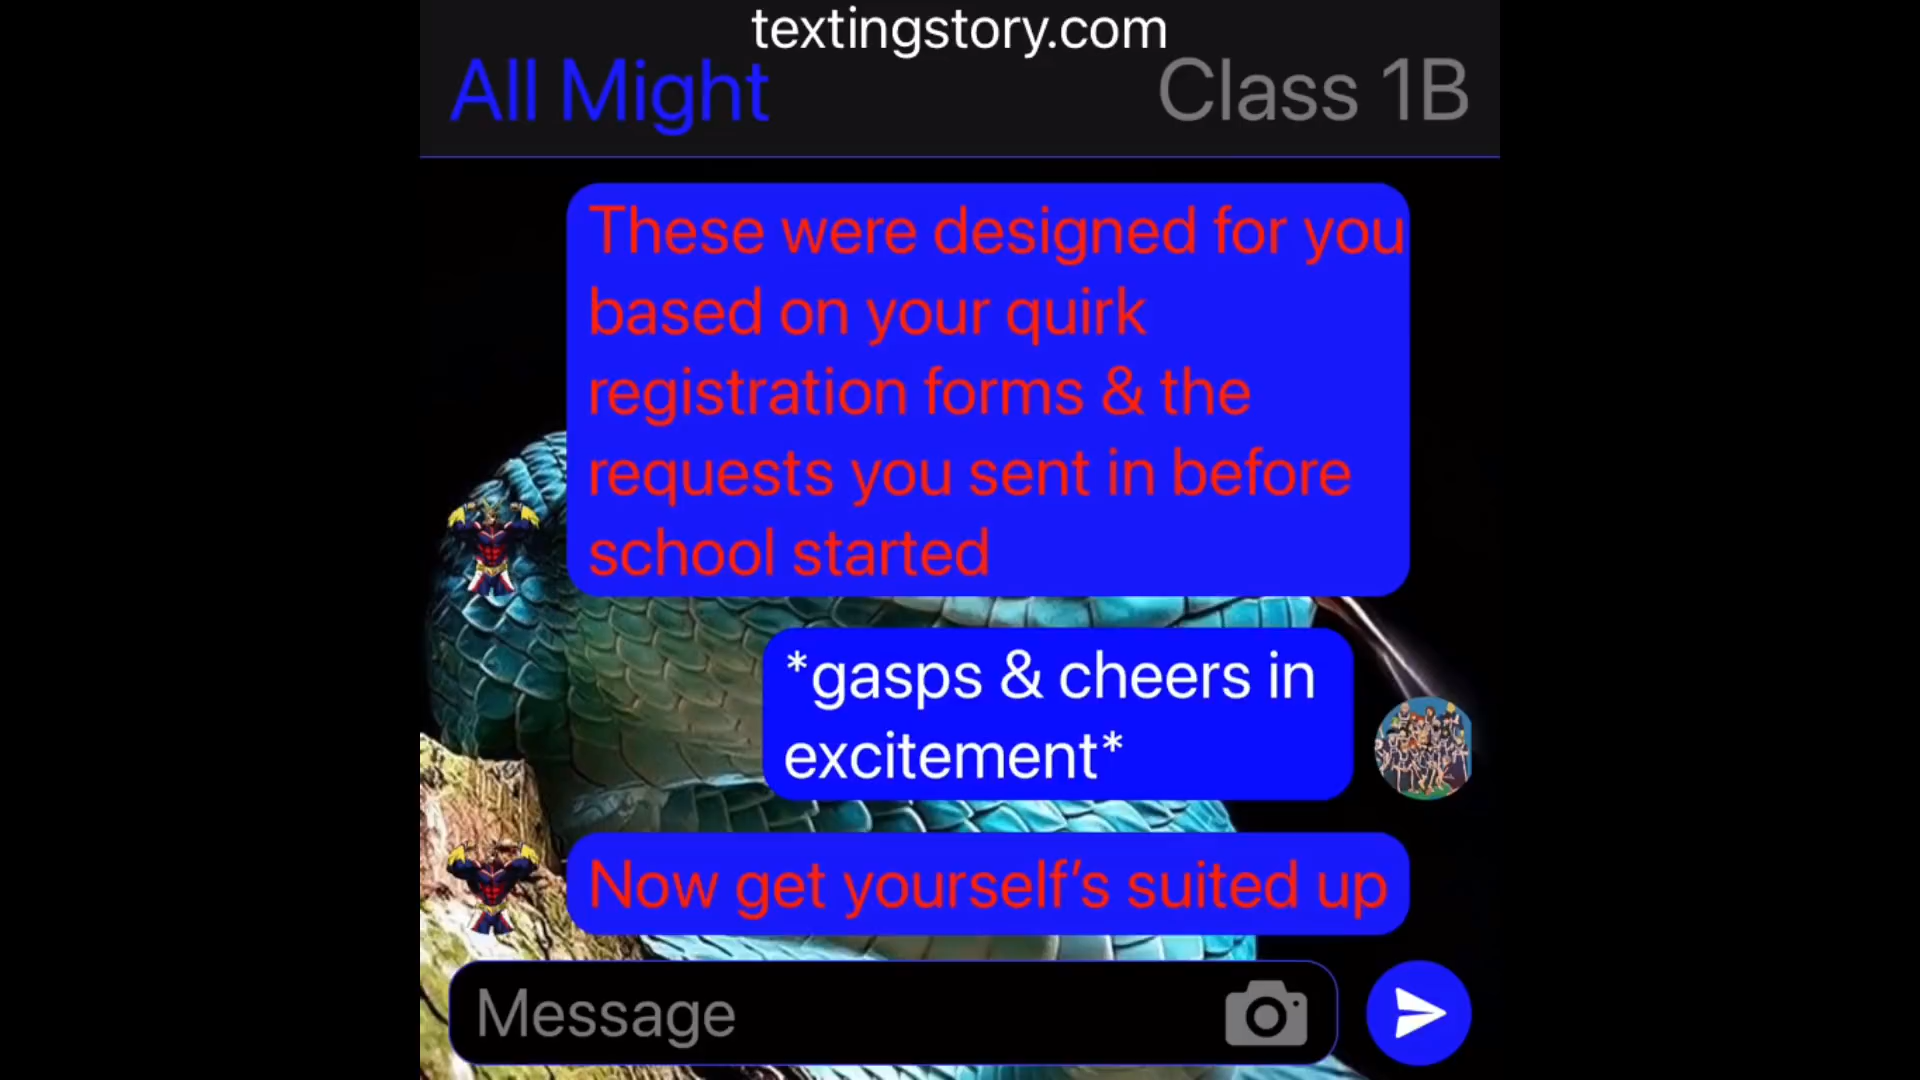 textingstory.com
All Might
Class 1B
These were designed for you
based on your quirk
registration forms & the
requests you sent in before
school started
*gasps & cheers in
excitement*
Now get yourself’s suited up
Message